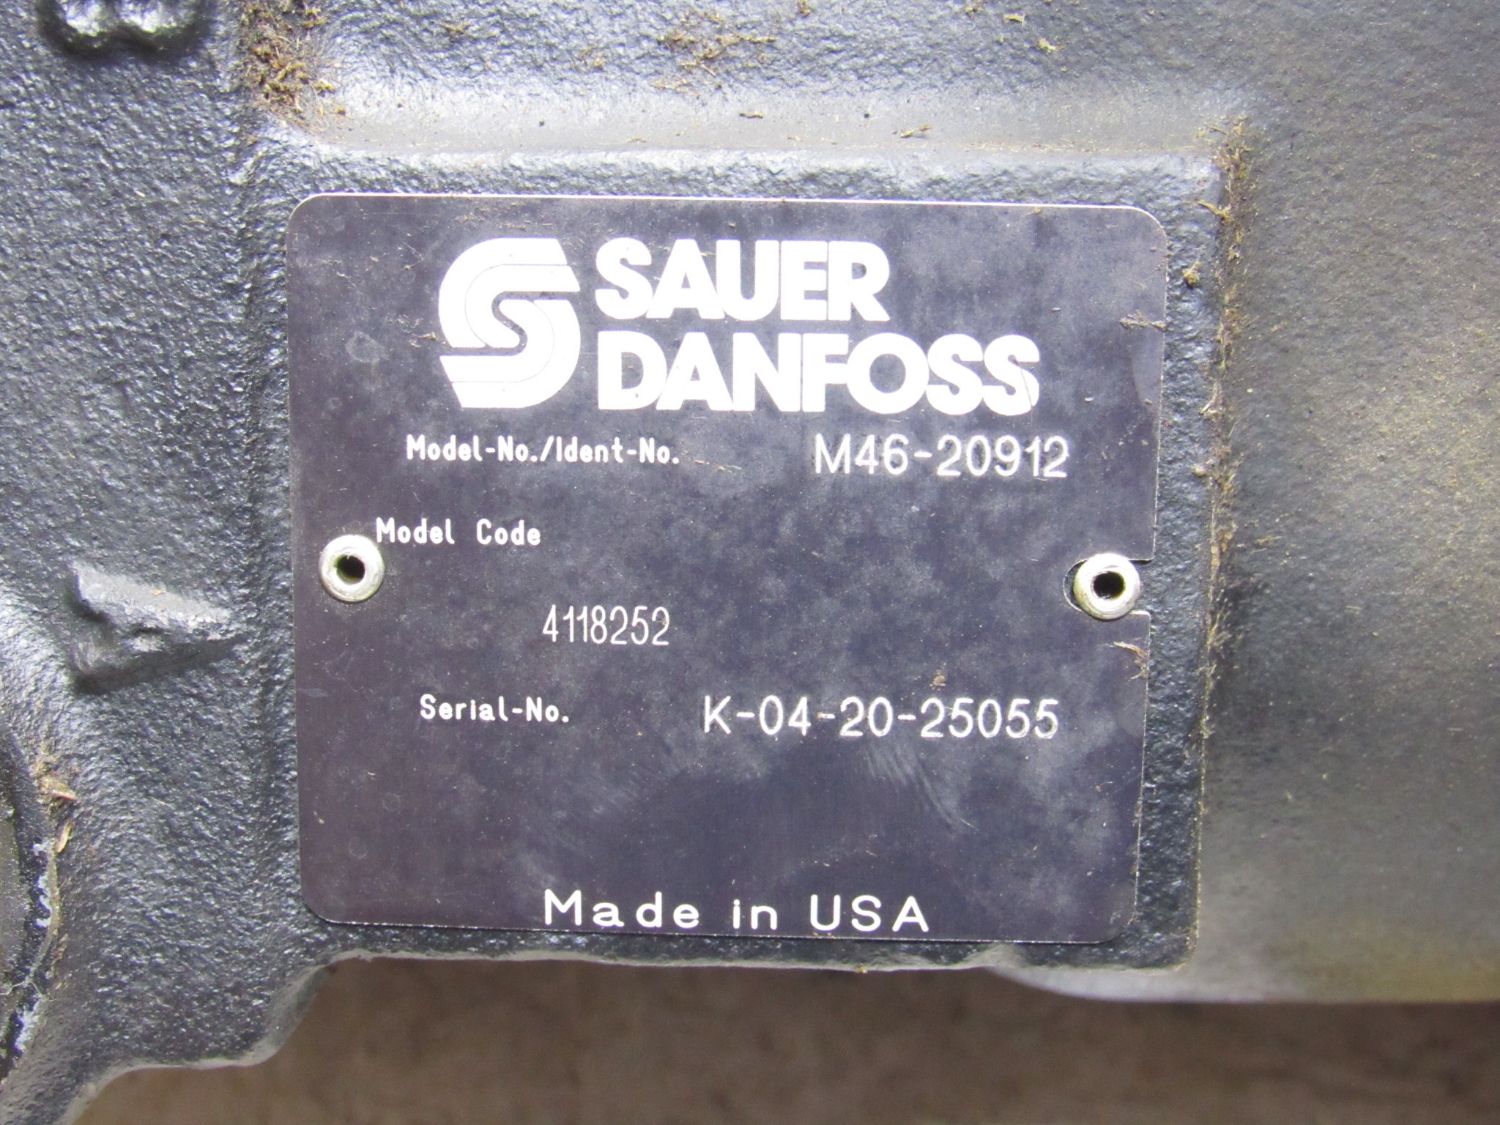 SAUER
DANFOSS
Model-No./Ident-No. M46-20912
Model Code
4118252
Serial-No. K-04-20-25055
Made in USA